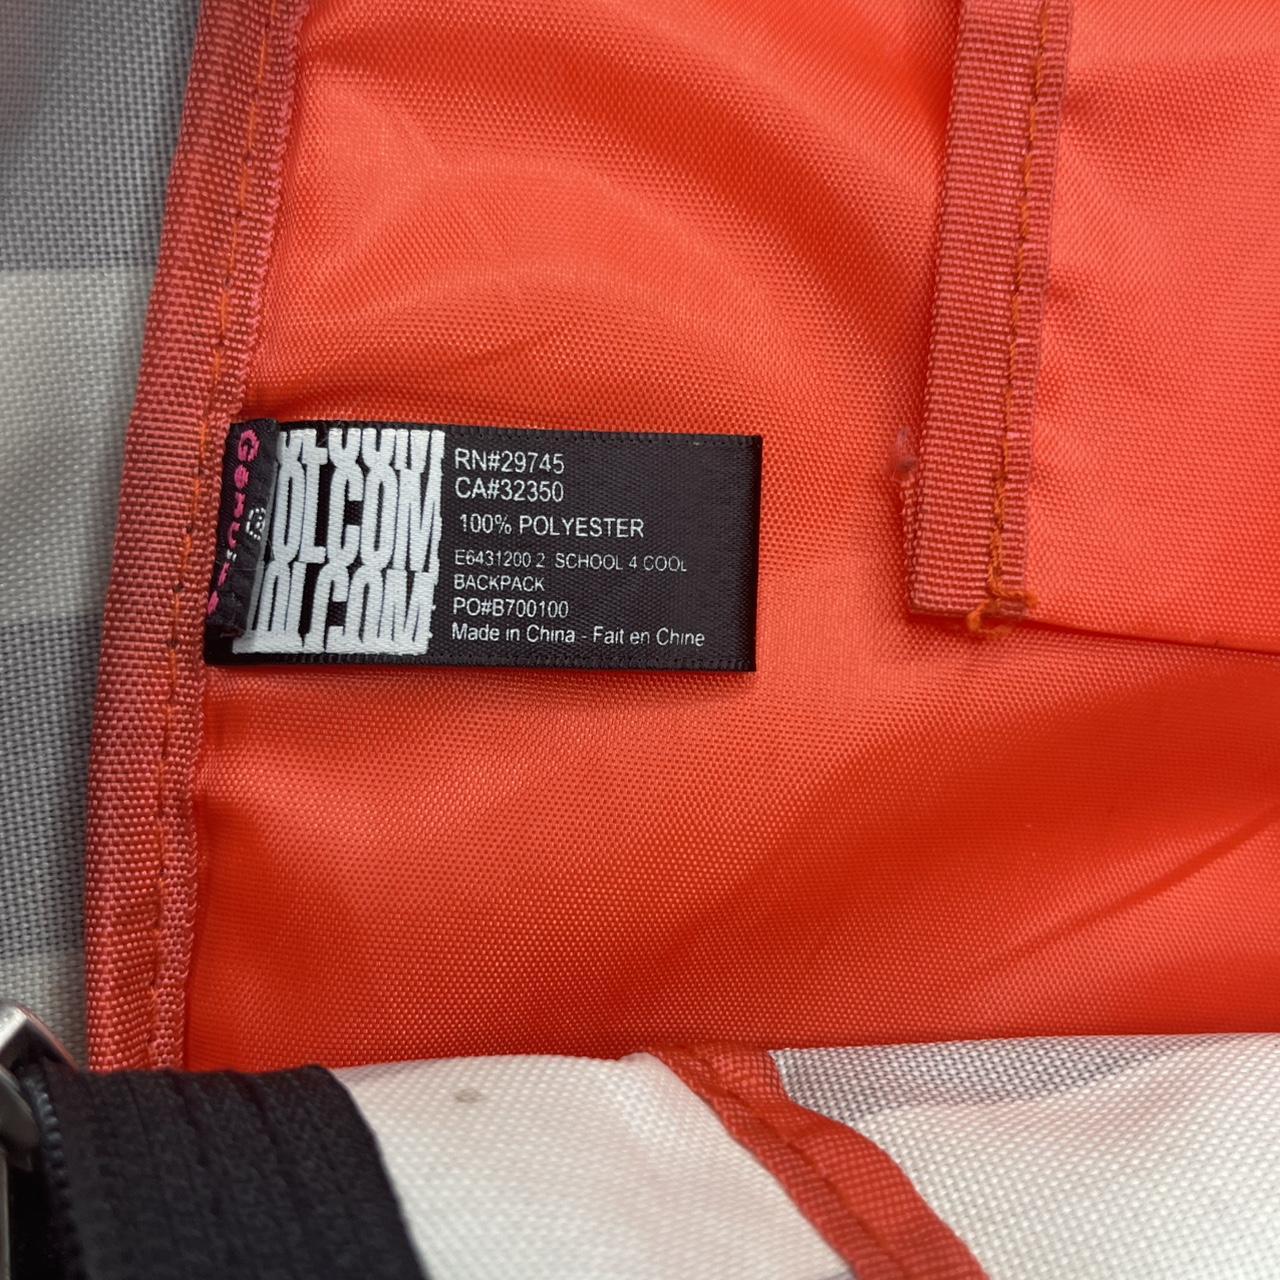 VOLCOM
RN#29745
CA#32350
100% POLYESTER
E6431200 2 SCHOOL 4 COOL
BACKPACK
PO#B700100
Made in China - Fait en Chine